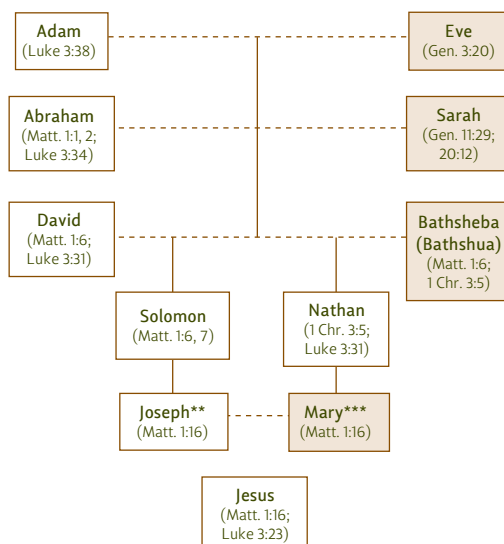 Adam
(Luke 3:38)
Eve
(Gen. 3:20)
Abraham
(Matt. 1:1, 2;
Luke 3:34)
Sarah
(Gen. 11:29;
20:12)
David
(Matt. 1:6;
Luke 3:31)
Bathsheba
(Bathshua)
(Matt. 1:6;
1 Chr. 3:5)
Solomon
(Matt. 1:6, 7)
Nathan
(1 Chr. 3:5;
Luke 3:31)
Joseph**
(Matt. 1:16)
Mary***
(Matt. 1:16)
Jesus
(Matt. 1:16;
Luke 3:23)